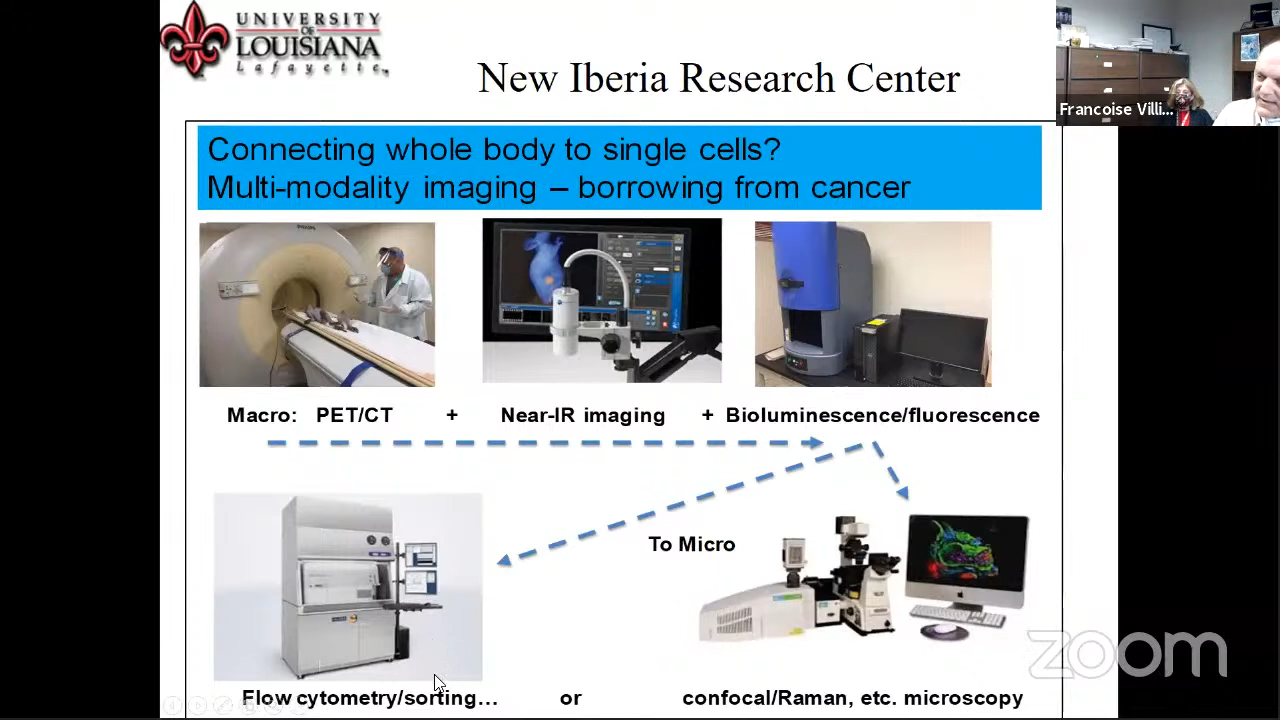 UNIVERSITY
OF
LOUISIANA
Lafayette
New Iberia Research Center
Francoise Villi...
Connecting whole body to single cells?
Multi-modality imaging – borrowing from cancer
PHILIPS
Macro: PET/CT + Near-IR imaging + Bioluminescence/fluorescence
To Micro
zoom
Flow cytometry/sorting... or confocal/Raman, etc. microscopy